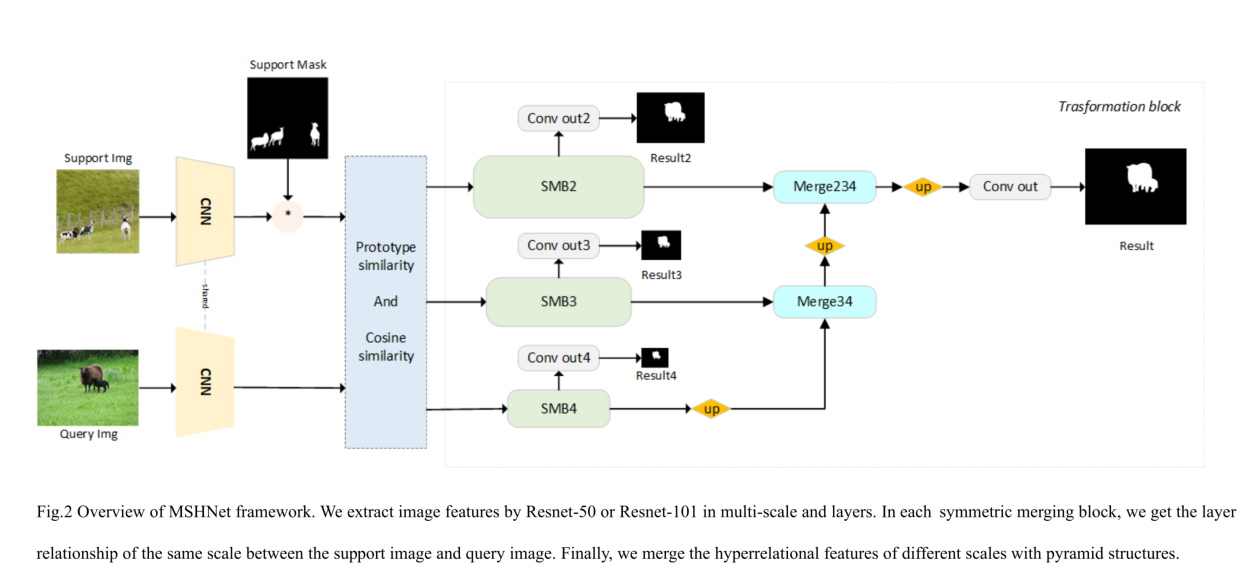 Support Mask
Trasformation block
Conv out2
Result2
Support Img
CNN
*
SMB2
Merge234
up
Conv out
Result
Prototype
similarity
And
Cosine
similarity
shared
Conv out3
Result3
up
SMB3
Merge34
Conv out4
Result4
CNN
SMB4
up
Query Img
Fig.2 Overview of MSHNet framework. We extract image features by Resnet-50 or Resnet-101 in multi-scale and layers. In each symmetric merging block, we get the layer
relationship of the same scale between the support image and query image. Finally, we merge the hyperrelational features of different scales with pyramid structures.